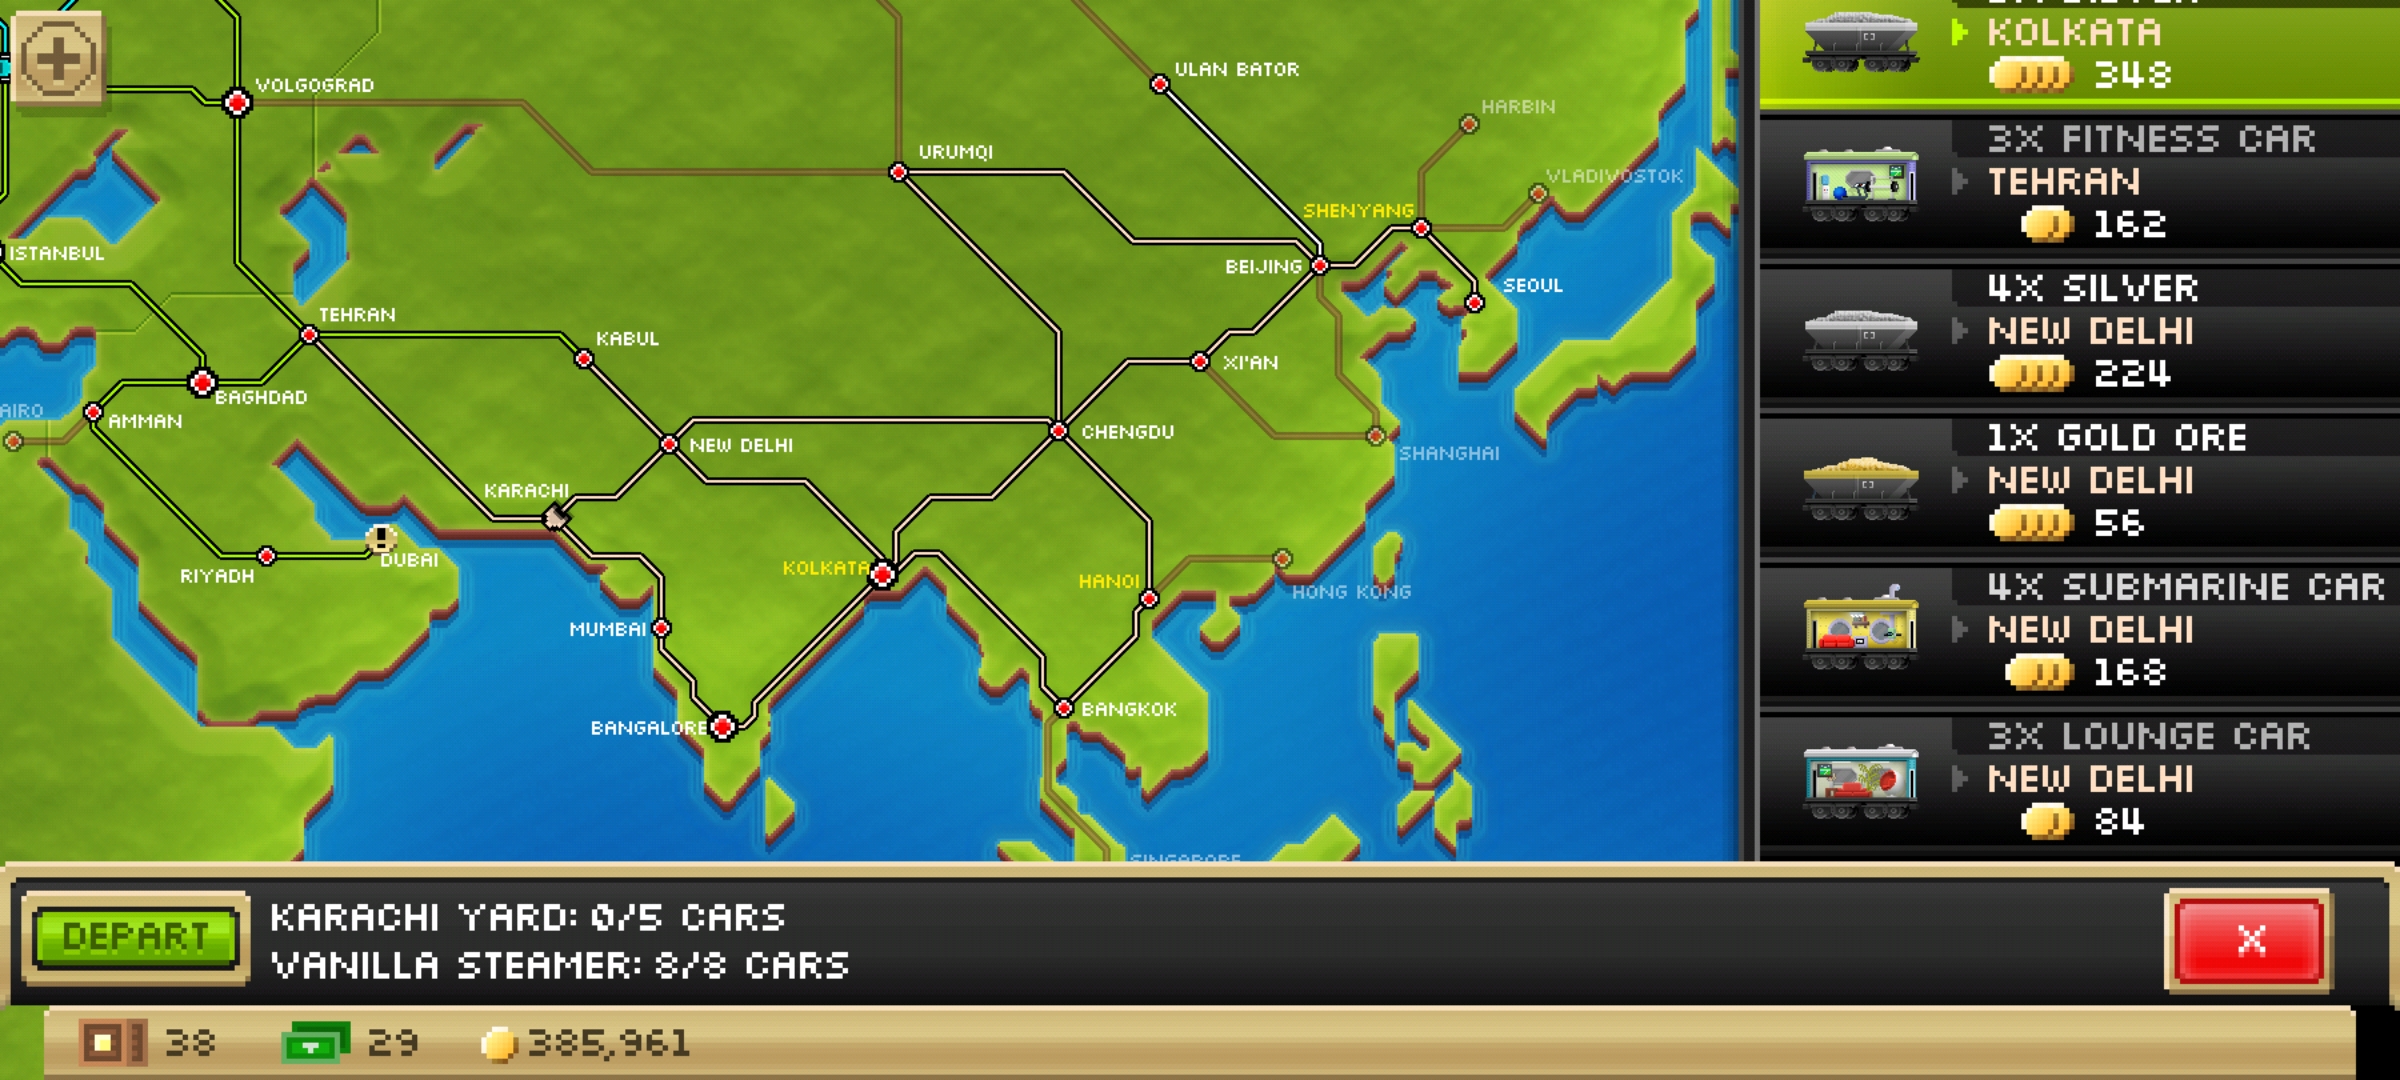 VOLGOGRAD
ULAN BATOR
HARBIN
URUMQI
VLADIVOSTOK
SHENYANG
ISTANBUL
BEIJING
SEOUL
TEHRAN
KABUL
XI'AN
BAGHDAD
AIRO
AMMAN
NEW DELHI
CHENGDU
SHANGHAI
KARACHI
DUBAI
RIYADH
KOLKATA
HANOI
HONG KONG
MUMBAI
BANGKOK
BANGALORE
SINGAPORE
KOLKATA
348
3X FITNESS CAR
TEHRAN
162
4X SILVER
NEW DELHI
224
1X GOLD ORE
NEW DELHI
56
4X SUBMARINE CAR
NEW DELHI
168
3X LOUNGE CAR
NEW DELHI
84
DEPART
KARACHI YARD: 0/5 CARS
VANILLA STEAMER: 8/8 CARS
X
38
29
385,961